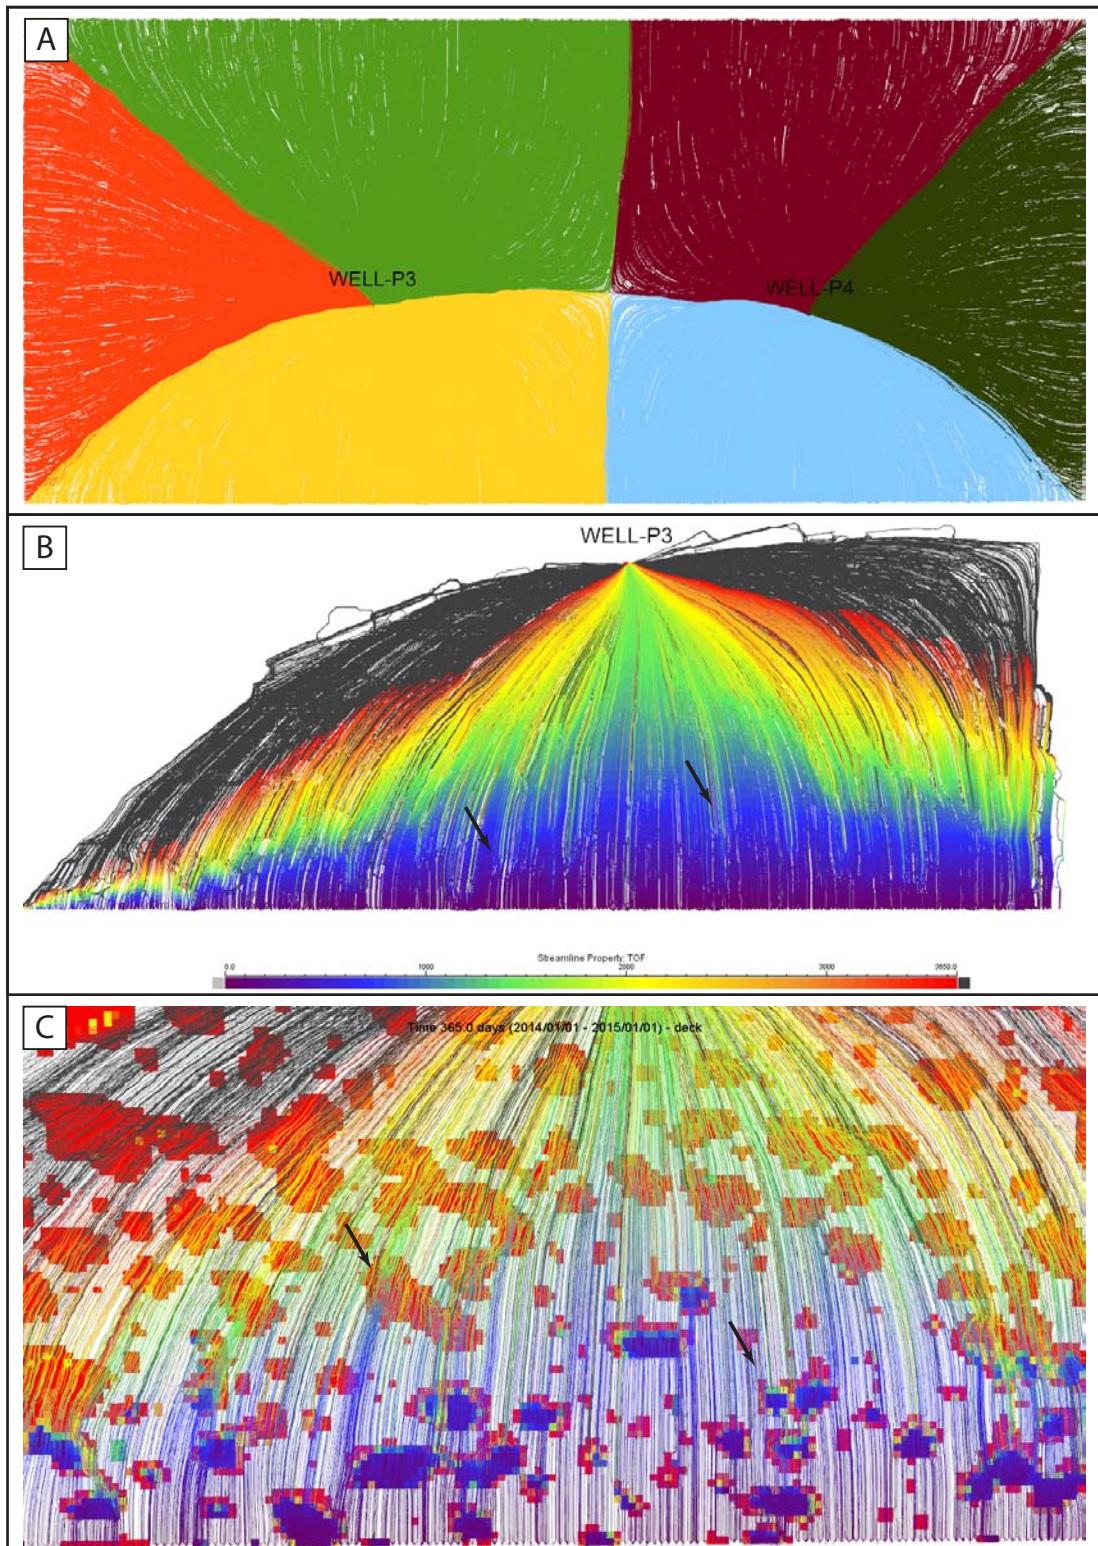 A
WELL-P3
WELL-P4
B
WELL-P3
Streamline Property: TOF
0.0 1000 2000 3000 3650.0
C
Time 365.0 days (2014/01/01 - 2015/01/01) - deck